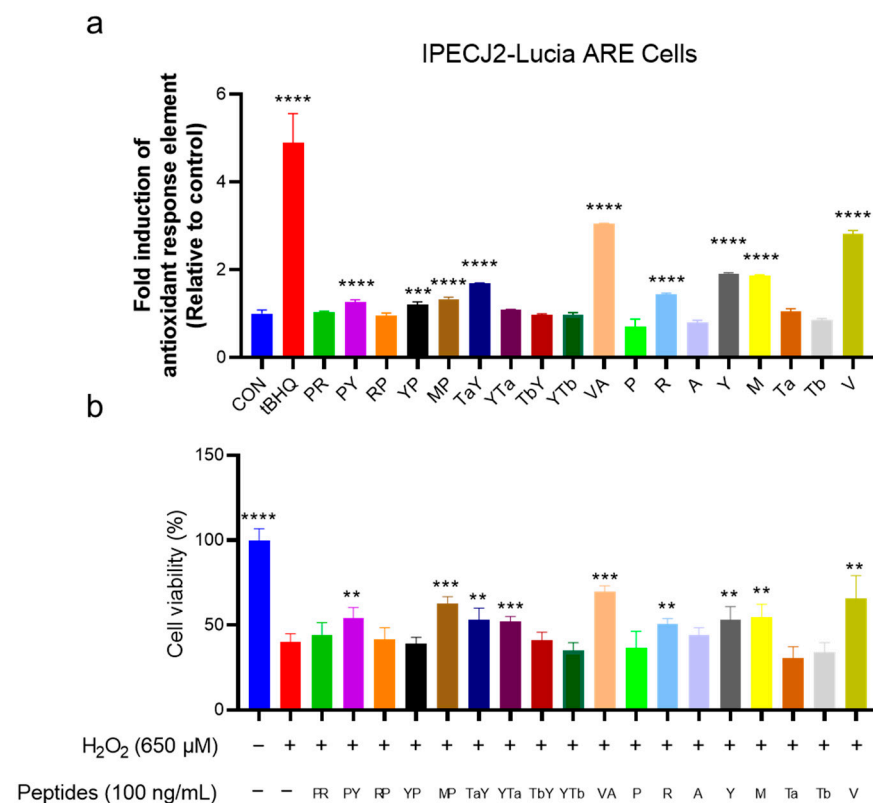 a
IPECJ2-Lucia ARE Cells
Fold induction of
antioxidant response element
(Relative to control)
6
4
2
0
**** **** *** **** **** **** **** **** **** ****
CON tBHQ PR PY RP YP MP TaY YTa TbY YTb VA P R A Y M Ta Tb V
b
Cell viability (%)
150
100
50
0
**** ** *** ** *** *** ** ** ** **
H₂O₂ (650 µM) – + + + + + + + + + + + + + + + + + + +
Peptides (100 ng/mL) – – PR PY RP YP MP TaY YTa TbY YTb VA P R A Y M Ta Tb V